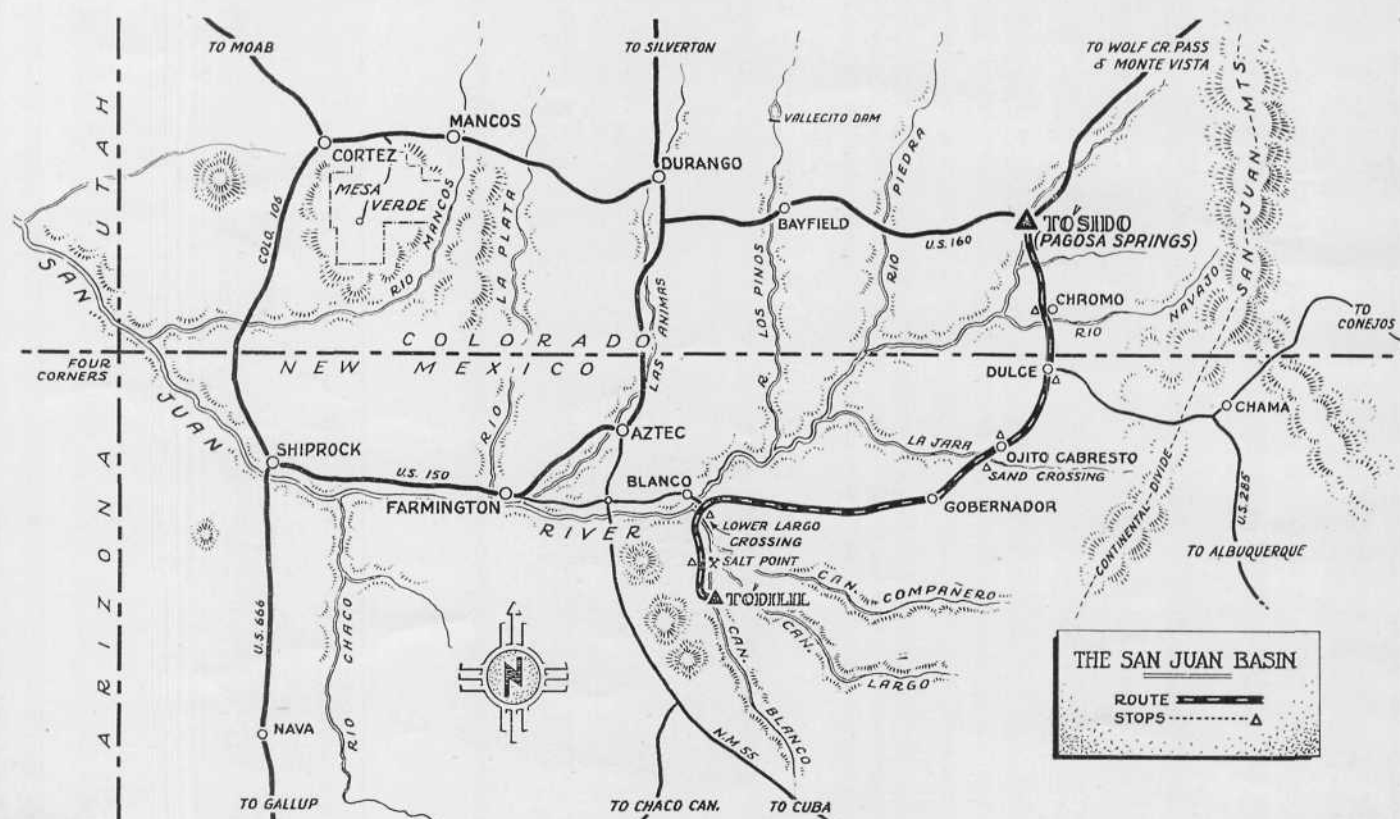 TO MOAB
TO SILVERTON
TO WOLF CR. PASS
& MONTE VISTA
UTAH
MANCOS
CORTEZ
VALLECITO DAM
SAN JUAN MTS.
DURANGO
MESA
VERDE
RIO MANCOS
RIO LA PLATA
COLO. 106
BAYFIELD
RIO PIEDRA
U.S. 160
TÓSIDO
(PAGOSA SPRINGS)
SAN JUAN RIVER
R. LOS PINOS
LAS ANIMAS
CHROMO
RIO NAVAJO
TO
CONEJOS
COLORADO
NEW MEXICO
FOUR
CORNERS
DULCE
CHAMA
ARIZONA
SHIPROCK
AZTEC
LA JARA
OJITO CABRESTO
SAND CROSSING
U.S. 150
BLANCO
FARMINGTON
GOBERNADOR
CONTINENTAL DIVIDE
U.S. 285
LOWER LARGO
CROSSING
TO ALBUQUERQUE
SALT POINT
CAN. COMPAÑERO
TÓDILIL
U.S. 666
RIO CHACO
N
CAN. LARGO
CAN. BLANCO
NAVA
N.M. 55
THE SAN JUAN BASIN
ROUTE
STOPS
TO GALLUP
TO CHACO CAN.
TO CUBA